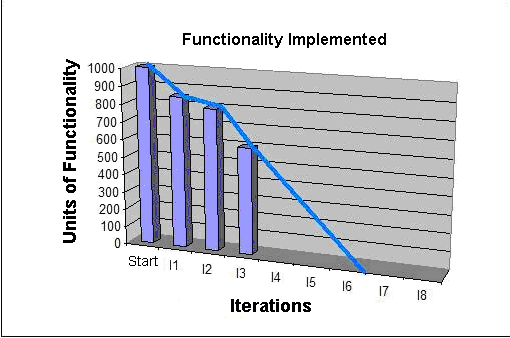 Functionality Implemented
Units of Functionality
1000
900
800
700
600
500
400
300
200
100
0
Start I1 I2 I3 I4 I5 I6 I7 I8
Iterations